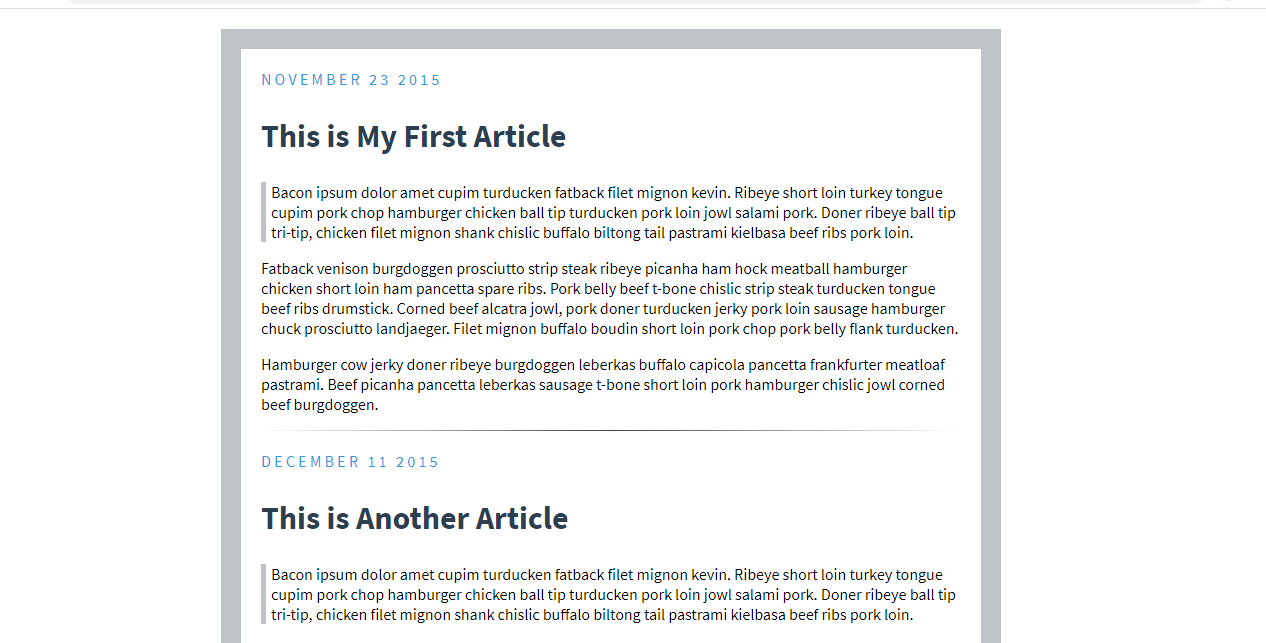 NOVEMBER 23 2015
This is My First Article
Bacon ipsum dolor amet cupim turducken fatback filet mignon kevin. Ribeye short loin turkey tongue
cupim pork chop hamburger chicken ball tip turducken pork loin jowl salami pork. Doner ribeye ball tip
tri-tip, chicken filet mignon shank chislic buffalo biltong tail pastrami kielbasa beef ribs pork loin.
Fatback venison burgdoggen prosciutto strip steak ribeye picanha ham hock meatball hamburger
chicken short loin ham pancetta spare ribs. Pork belly beef t-bone chislic strip steak turducken tongue
beef ribs drumstick. Corned beef alcatra jowl, pork doner turducken jerky pork loin sausage hamburger
chuck prosciutto landjaeger. Filet mignon buffalo boudin short loin pork chop pork belly flank turducken.
Hamburger cow jerky doner ribeye burgdoggen leberkas buffalo capicola pancetta frankfurter meatloaf
pastrami. Beef picanha pancetta leberkas sausage t-bone short loin pork hamburger chislic jowl corned
beef burgdoggen.
DECEMBER 11 2015
This is Another Article
Bacon ipsum dolor amet cupim turducken fatback filet mignon kevin. Ribeye short loin turkey tongue
cupim pork chop hamburger chicken ball tip turducken pork loin jowl salami pork. Doner ribeye ball tip
tri-tip, chicken filet mignon shank chislic buffalo biltong tail pastrami kielbasa beef ribs pork loin.